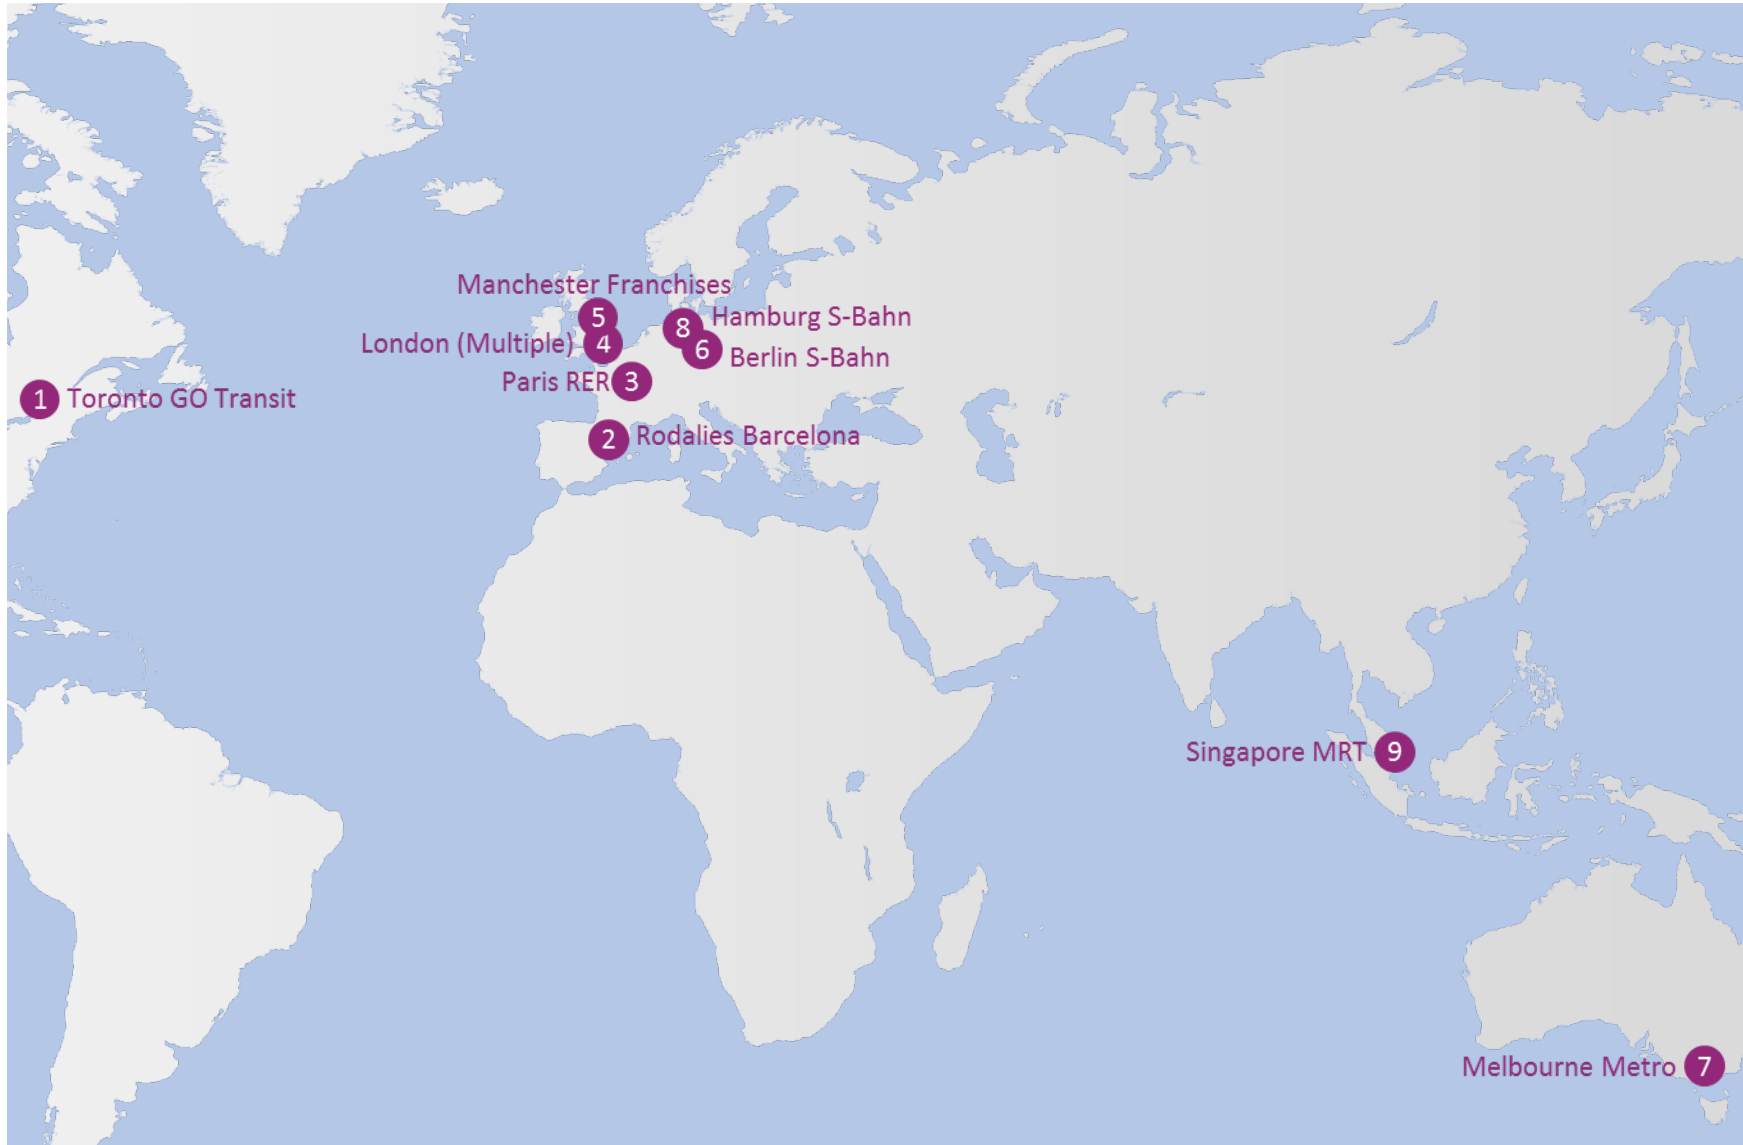 Manchester Franchises
5
8 Hamburg S-Bahn
London (Multiple) 4
6 Berlin S-Bahn
Paris RER 3
1 Toronto GO Transit
2 Rodalies Barcelona
Singapore MRT 9
Melbourne Metro 7